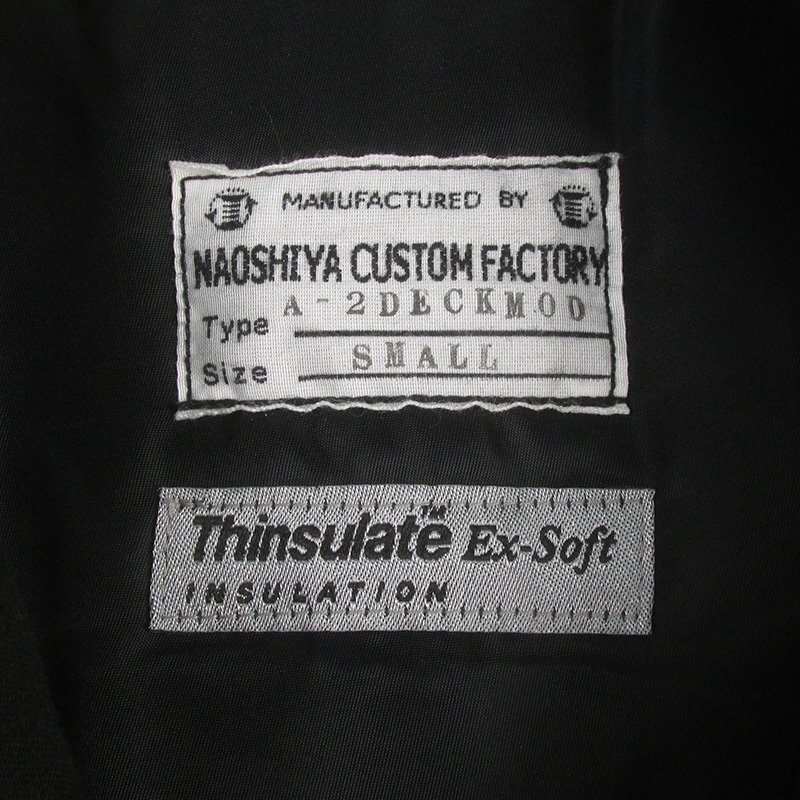 MANUFACTURED BY
NAOSHIYA CUSTOM FACTORY
Type A-2DECKMOD
Size SMALL
Thinsulate™ Ex-Soft
INSULATION